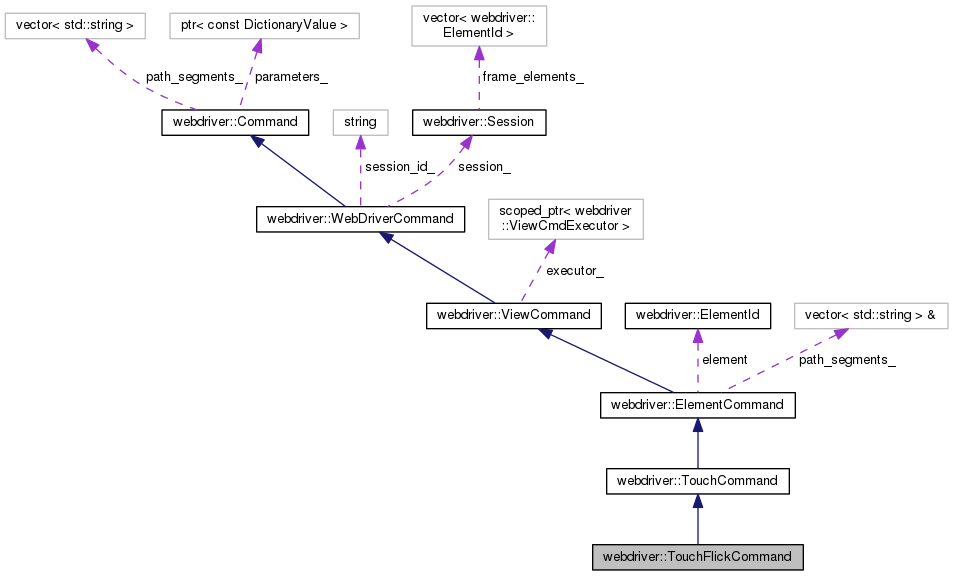 vector< std::string >
ptr< const DictionaryValue >
vector< webdriver::
ElementId >
path_segments_
parameters_
frame_elements_
webdriver::Command
string
webdriver::Session
session_id_
session_
webdriver::WebDriverCommand
scoped_ptr< webdriver
::ViewCmdExecutor >
executor_
webdriver::ViewCommand
webdriver::ElementId
vector< std::string > &
element
path_segments_
webdriver::ElementCommand
webdriver::TouchCommand
webdriver::TouchFlickCommand